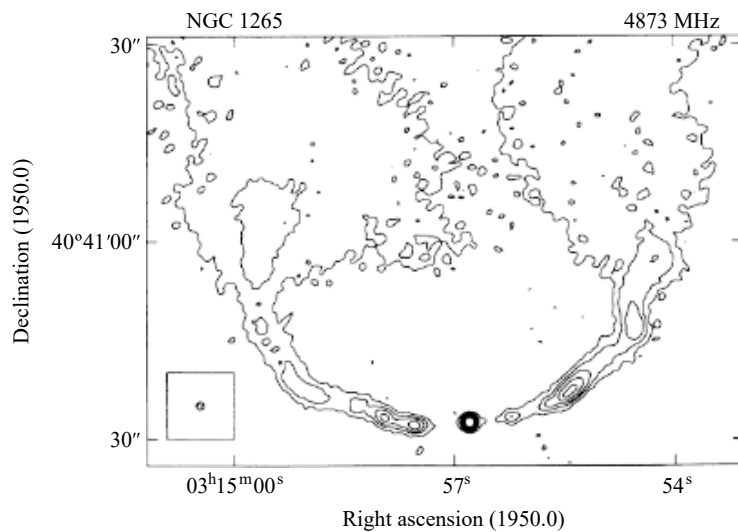 NGC 1265 4873 MHz
30″
Declination (1950.0)
40°41′00″
30″
03ʰ15ᵐ00ˢ 57ˢ 54ˢ
Right ascension (1950.0)